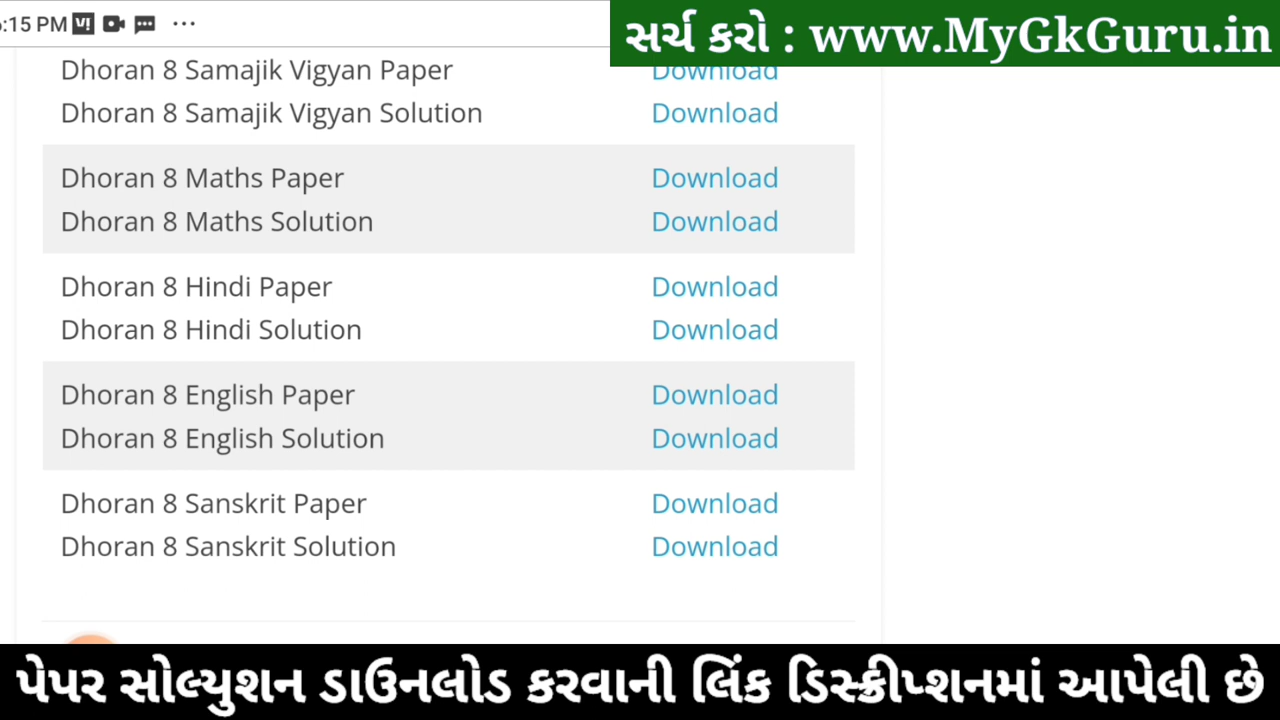 :15 PM
સર્ચ કરો : www.MyGkGuru.in
Dhoran 8 Samajik Vigyan Paper Download
Dhoran 8 Samajik Vigyan Solution Download
Dhoran 8 Maths Paper Download
Dhoran 8 Maths Solution Download
Dhoran 8 Hindi Paper Download
Dhoran 8 Hindi Solution Download
Dhoran 8 English Paper Download
Dhoran 8 English Solution Download
Dhoran 8 Sanskrit Paper Download
Dhoran 8 Sanskrit Solution Download
પેપર સોલ્યુશન ડાઉનલોડ કરવાની લિંક ડિસ્ક્રીપ્શનમાં આપેલી છે